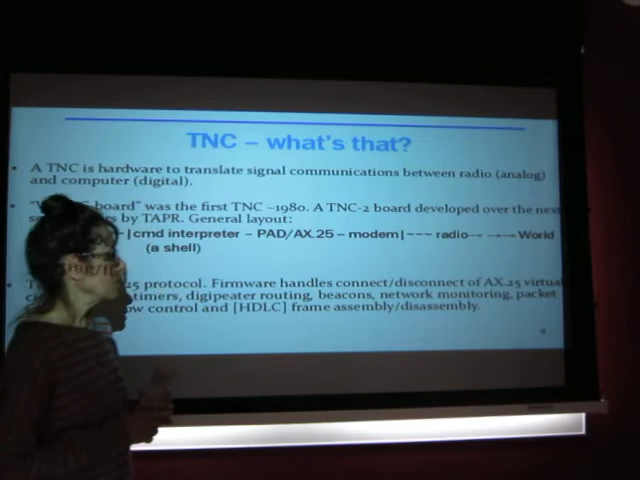 TNC – what's that?
• A TNC is hardware to translate signal communications between radio (analog)
and computer (digital).
• board" was the first TNC ~1980. A TNC-2 board developed over the next
by TAPR. General layout:
|cmd interpreter – PAD/AX.25 – modem|~~~ radio→ →→ World
(a shell)
• 25 protocol. Firmware handles connect/disconnect of AX.25 virtual
timers, digipeater routing, beacons, network monitoring, packet
control and [HDLC] frame assembly/disassembly.
9